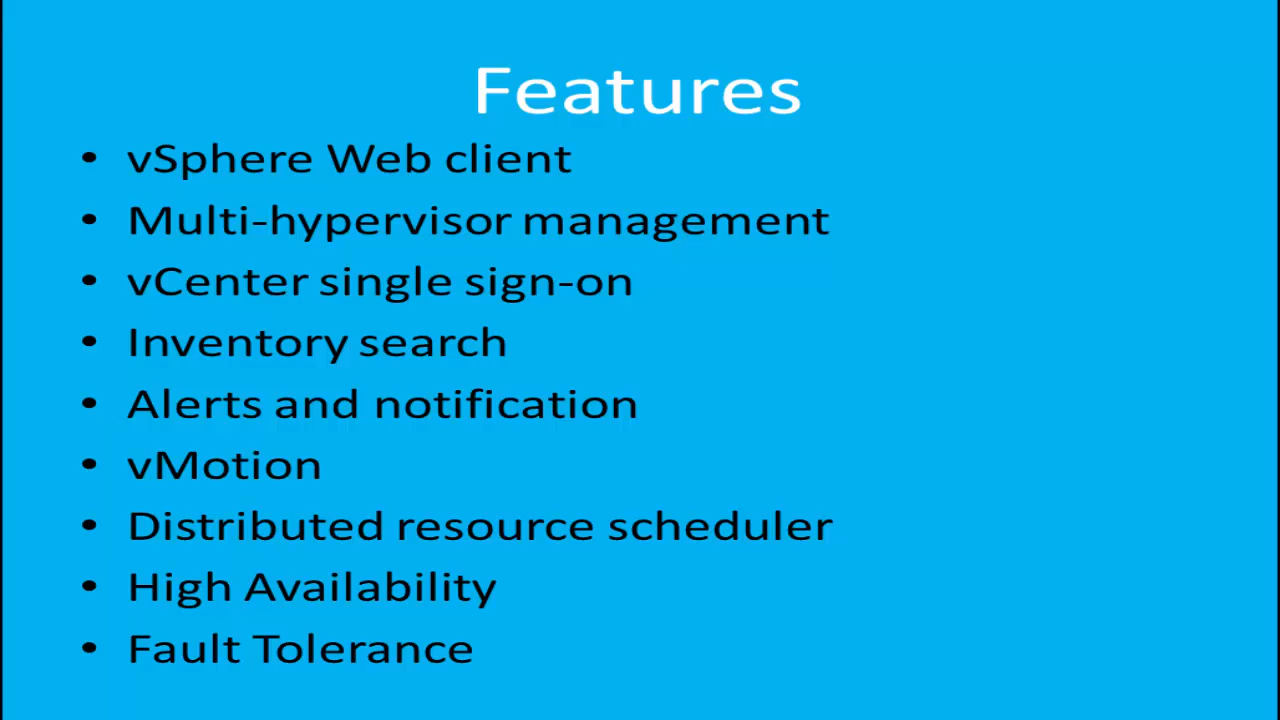 Features
• vSphere Web client
• Multi-hypervisor management
• vCenter single sign-on
• Inventory search
• Alerts and notification
• vMotion
• Distributed resource scheduler
• High Availability
• Fault Tolerance